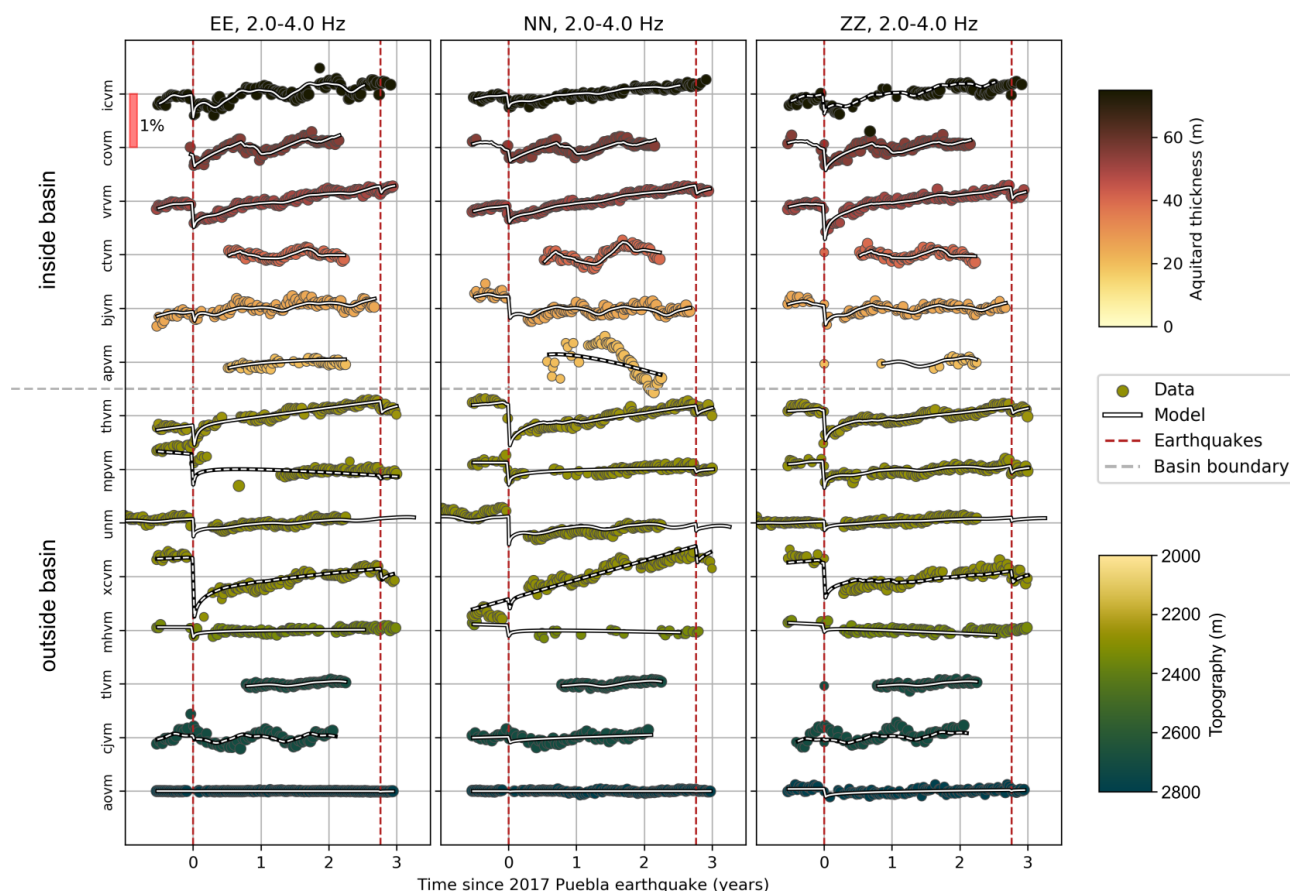 EE, 2.0-4.0 Hz
NN, 2.0-4.0 Hz
ZZ, 2.0-4.0 Hz
inside basin
outside basin
icvm
covm
vrvm
ctvm
bjvm
apvm
thvm
mpvm
unm
xcvm
mhvm
tlvm
cjvm
aovm
1%
0
1
2
3
0
1
2
3
0
1
2
3
Time since 2017 Puebla earthquake (years)
60
40
20
0
Aquitard thickness (m)
Data
Model
Earthquakes
Basin boundary
2000
2200
2400
2600
2800
Topography (m)